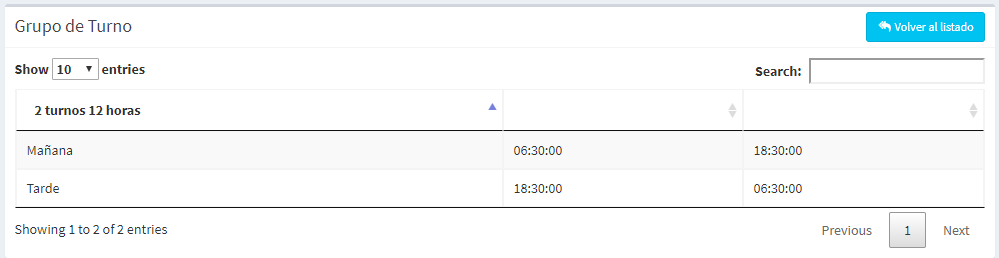 Grupo de Turno
Volver al listado
Show 10 entries
Search:
2 turnos 12 horas
Mañana 06:30:00 18:30:00
Tarde 18:30:00 06:30:00
Showing 1 to 2 of 2 entries
Previous 1 Next